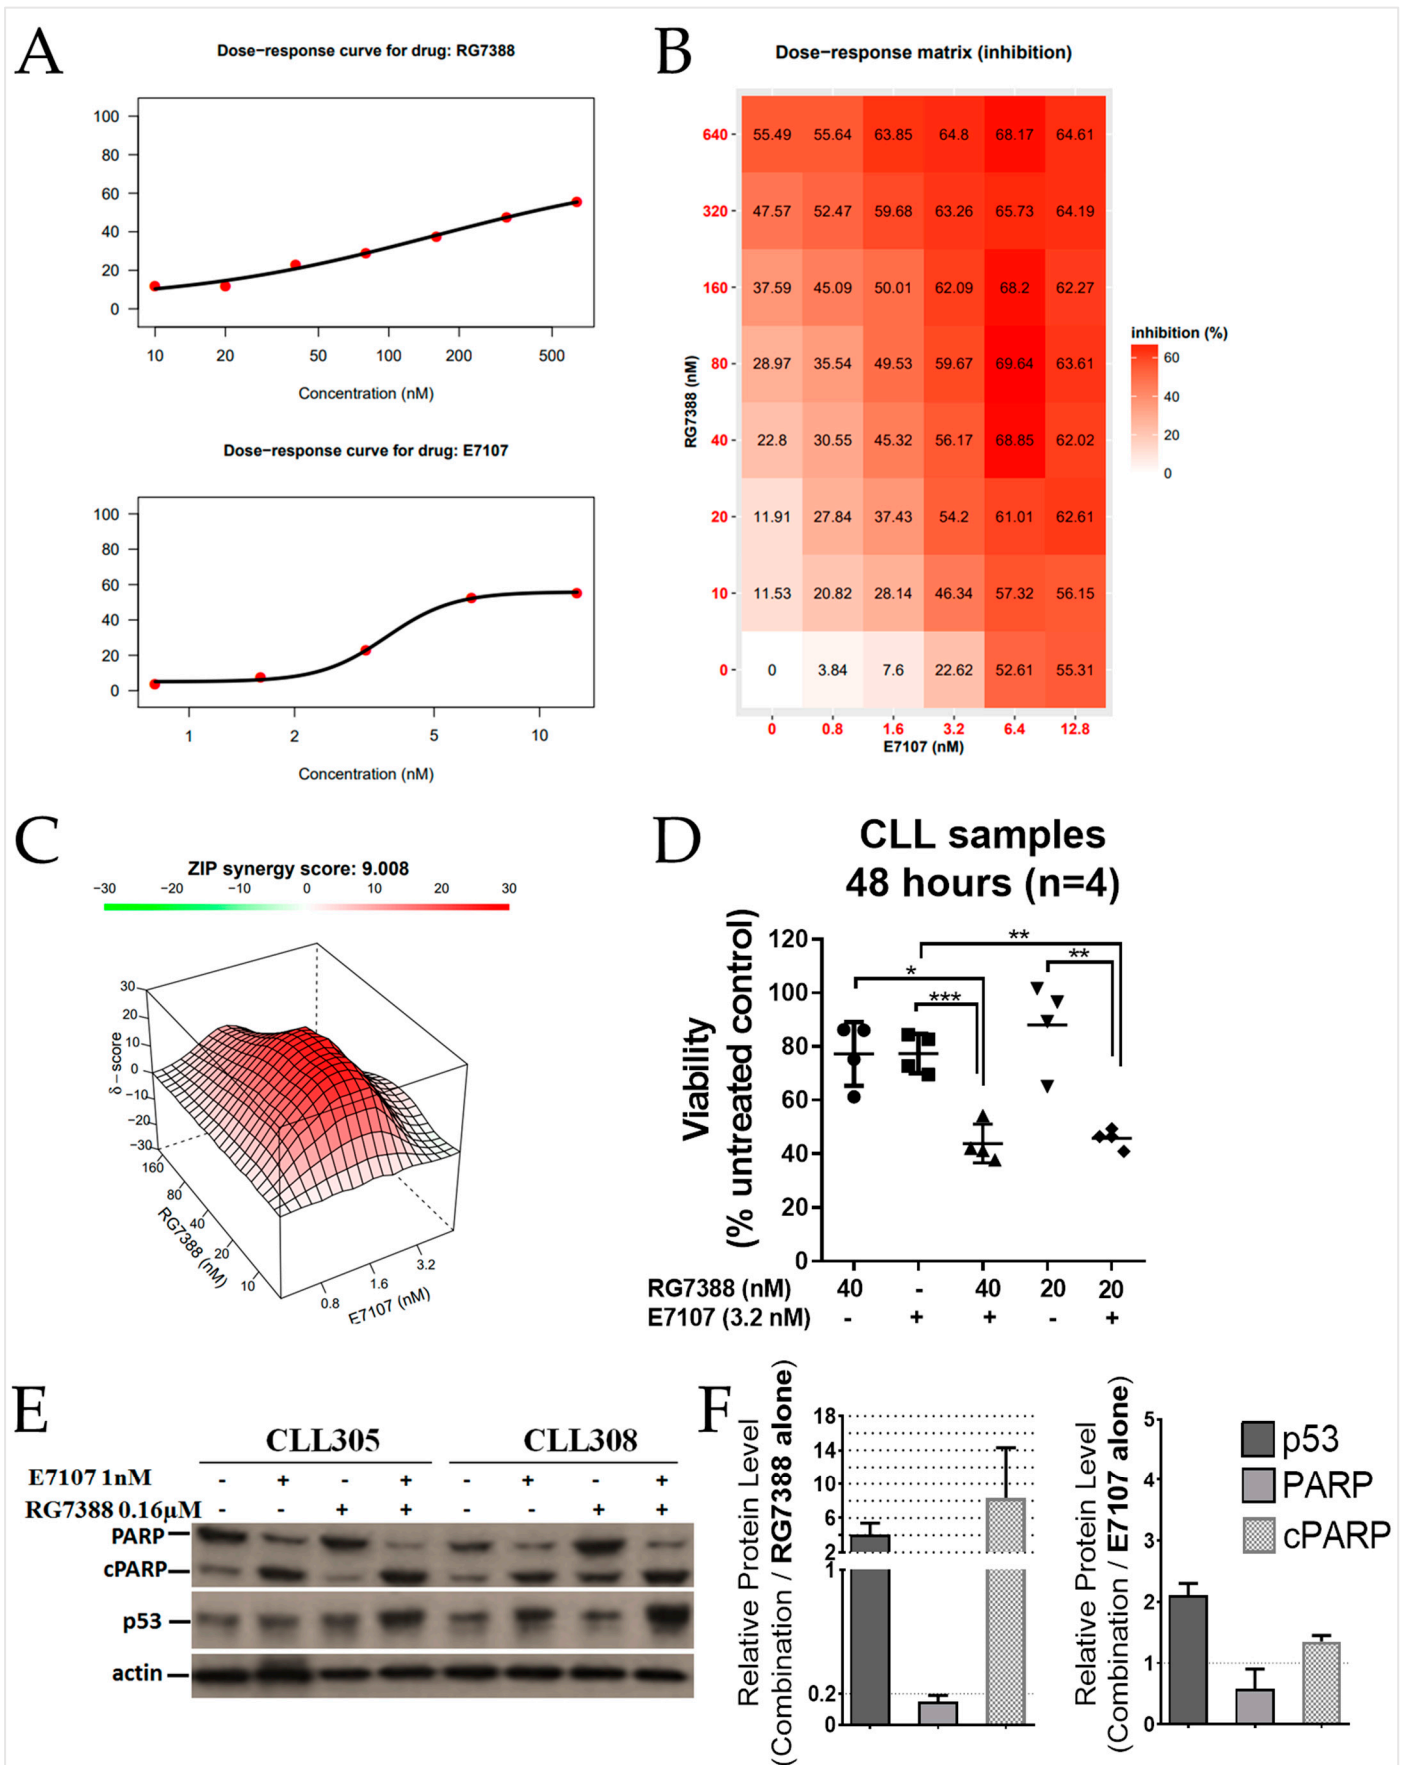 A
Dose−response curve for drug: RG7388
100
80
60
40
20
0
10 20 50 100 200 500
Concentration (nM)
Dose−response curve for drug: E7107
100
80
60
40
20
0
1 2 5 10
Concentration (nM)
B
Dose−response matrix (inhibition)
RG7388 (nM)
640 55.49 55.64 63.85 64.8 68.17 64.61
320 47.57 52.47 59.68 63.26 65.73 64.19
160 37.59 45.09 50.01 62.09 68.2 62.27
80 28.97 35.54 49.53 59.67 69.64 63.61
40 22.8 30.55 45.32 56.17 68.85 62.02
20 11.91 27.84 37.43 54.2 61.01 62.61
10 11.53 20.82 28.14 46.34 57.32 56.15
0 0 3.84 7.6 22.62 52.61 55.31
0 0.8 1.6 3.2 6.4 12.8
E7107 (nM)
inhibition (%)
60
40
20
0
C
ZIP synergy score: 9.008
−30 −20 −10 0 10 20 30
δ−score
30
20
10
0
−10
−20
−30
160
80
40
20
10
RG7388 (nM)
0.8
1.6
3.2
E7107 (nM)
D
CLL samples
48 hours (n=4)
Viability
(% untreated control)
120
100
80
60
40
20
0
**
*
**
***
RG7388 (nM) 40 - 40 20 20
E7107 (3.2 nM) - + + - +
E
CLL305 CLL308
E7107 1nM - + - + - + - +
RG7388 0.16µM - - + + - - + +
PARP
cPARP
p53
actin
F
Relative Protein Level
(Combination / RG7388 alone)
18
14
10
6
2
1
0.2
0
Relative Protein Level
(Combination / E7107 alone)
5
4
3
2
1
0
p53
PARP
cPARP